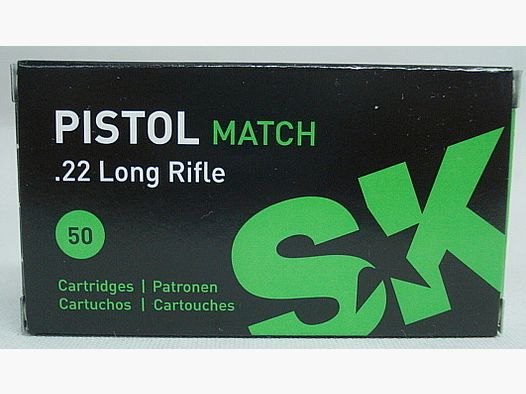 PISTOL MATCH
.22 Long Rifle
50
Cartridges | Patronen
Cartuchos | Cartouches
SK